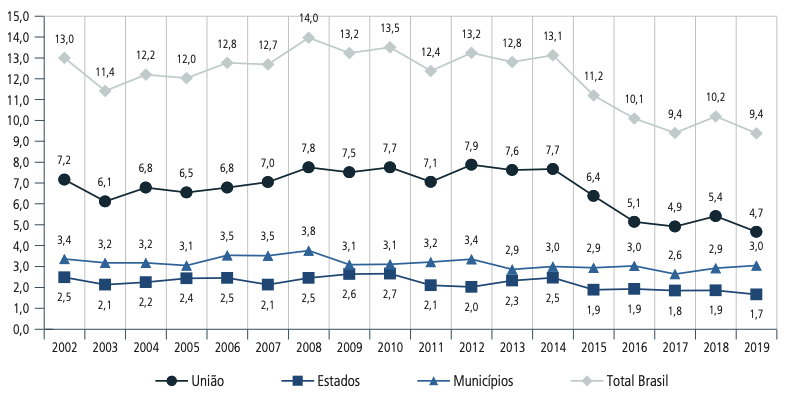 15,0
14,0
13,0
12,0
11,0
10,0
9,0
8,0
7,0
6,0
5,0
4,0
3,0
2,0
1,0
0,0
13,0 11,4 12,2 12,0 12,8 12,7 14,0 13,2 13,5 12,4 13,2 12,8 13,1 11,2 10,1 9,4 10,2 9,4
7,2 6,1 6,8 6,5 6,8 7,0 7,8 7,5 7,7 7,1 7,9 7,6 7,7 6,4 5,1 4,9 5,4 4,7
3,4 3,2 3,2 3,1 3,5 3,5 3,8 3,1 3,1 3,2 3,4 2,9 3,0 2,9 3,0 2,6 2,9 3,0
2,5 2,1 2,2 2,4 2,5 2,1 2,5 2,6 2,7 2,1 2,0 2,3 2,5 1,9 1,9 1,8 1,9 1,7
2002 2003 2004 2005 2006 2007 2008 2009 2010 2011 2012 2013 2014 2015 2016 2017 2018 2019
União Estados Municípios Total Brasil